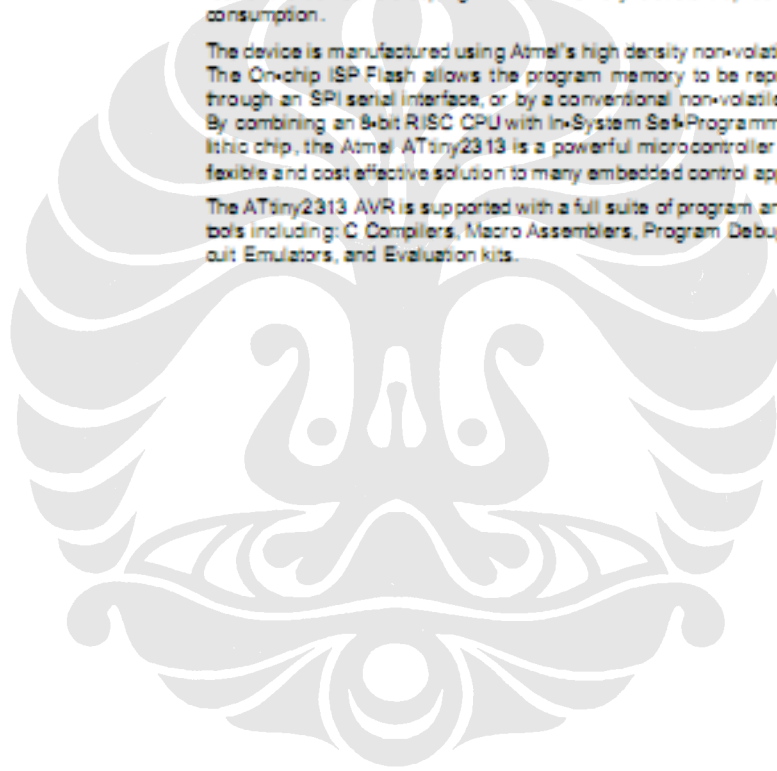 consumption.
The device is manufactured using Atmel's high density non-volati
The On-chip ISP Flash allows the program memory to be repr
through an SPI serial interface, or by a conventional non-volatile
By combining an 8-bit RISC CPU with In-System Self-Programm
lithic chip, the Atmel ATtiny2313 is a powerful microcontroller
flexible and cost effective solution to many embedded control app
The ATtiny2313 AVR is supported with a full suite of program an
tools including: C Compilers, Macro Assemblers, Program Debug
cuit Emulators, and Evaluation kits.